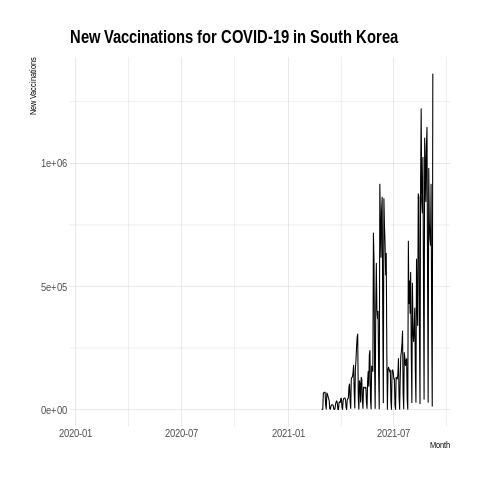 New Vaccinations for COVID-19 in South Korea
New Vaccinations
1e+06
5e+05
0e+00
2020-01 2020-07 2021-01 2021-07
Month